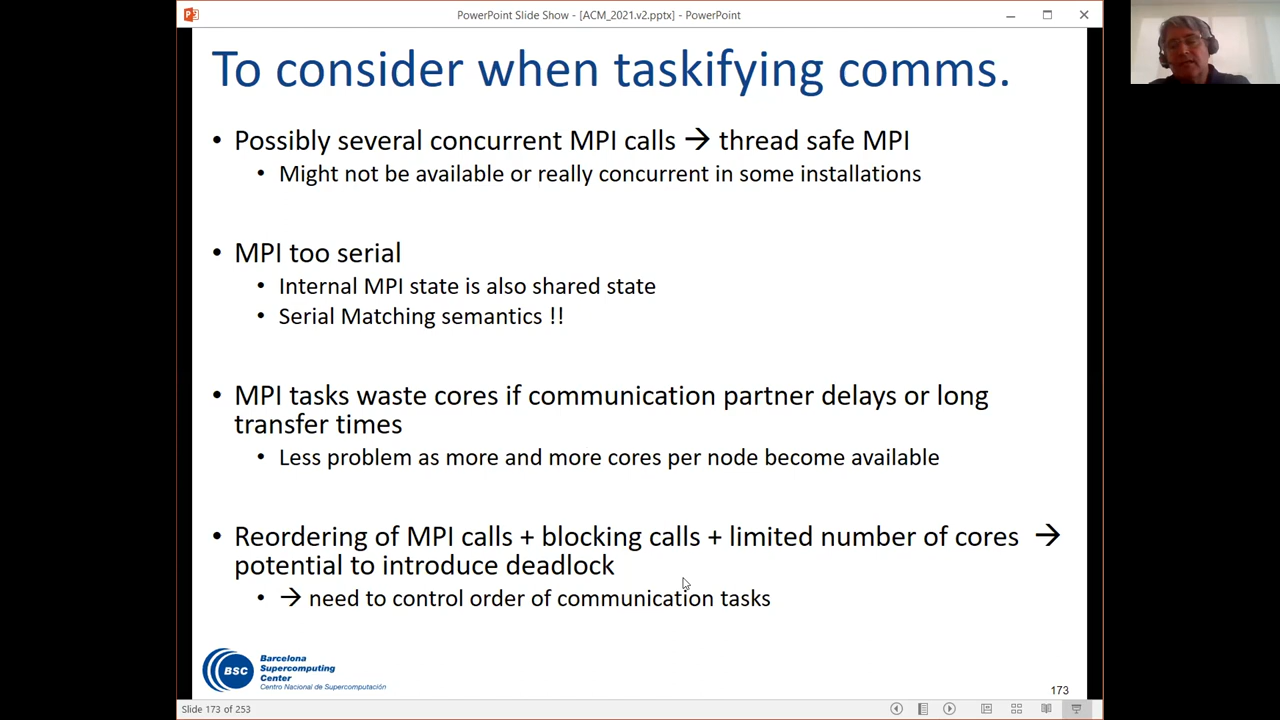 PowerPoint Slide Show - [ACM_2021.v2.pptx] - PowerPoint
To consider when taskifying comms.
• Possibly several concurrent MPI calls → thread safe MPI
• Might not be available or really concurrent in some installations
• MPI too serial
• Internal MPI state is also shared state
• Serial Matching semantics !!
• MPI tasks waste cores if communication partner delays or long
transfer times
• Less problem as more and more cores per node become available
• Reordering of MPI calls + blocking calls + limited number of cores →
potential to introduce deadlock
• → need to control order of communication tasks
BSC
Barcelona
Supercomputing
Center
Centro Nacional de Supercomputación
173
Slide 173 of 253